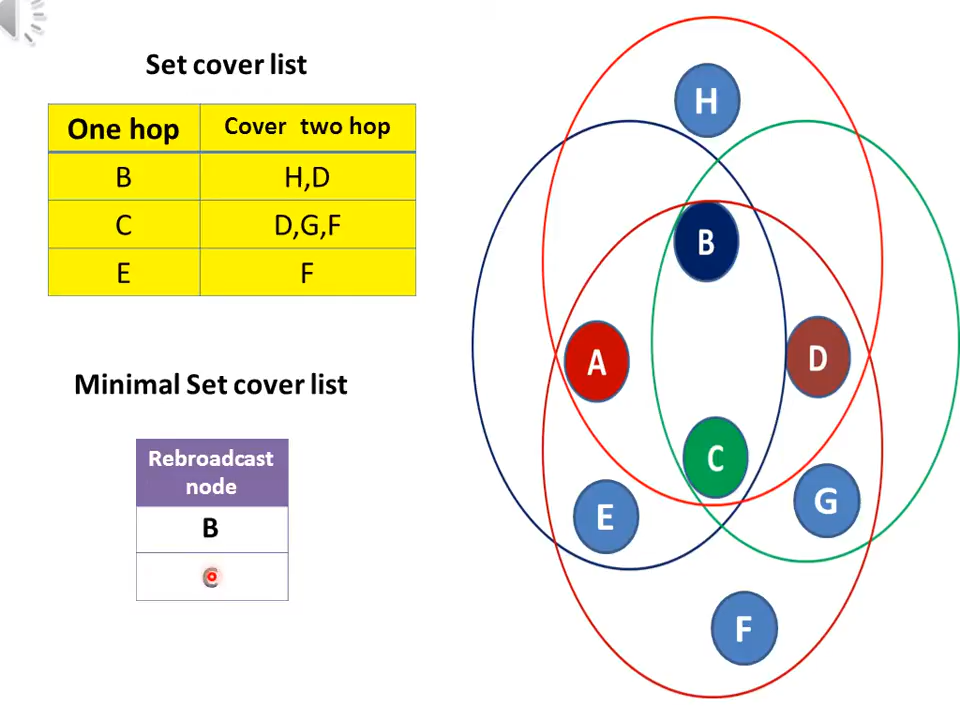 Set cover list
One hop Cover two hop
B H,D
C D,G,F
E F
Minimal Set cover list
Rebroadcast
node
B
C
H
B
A
D
C
E
G
F